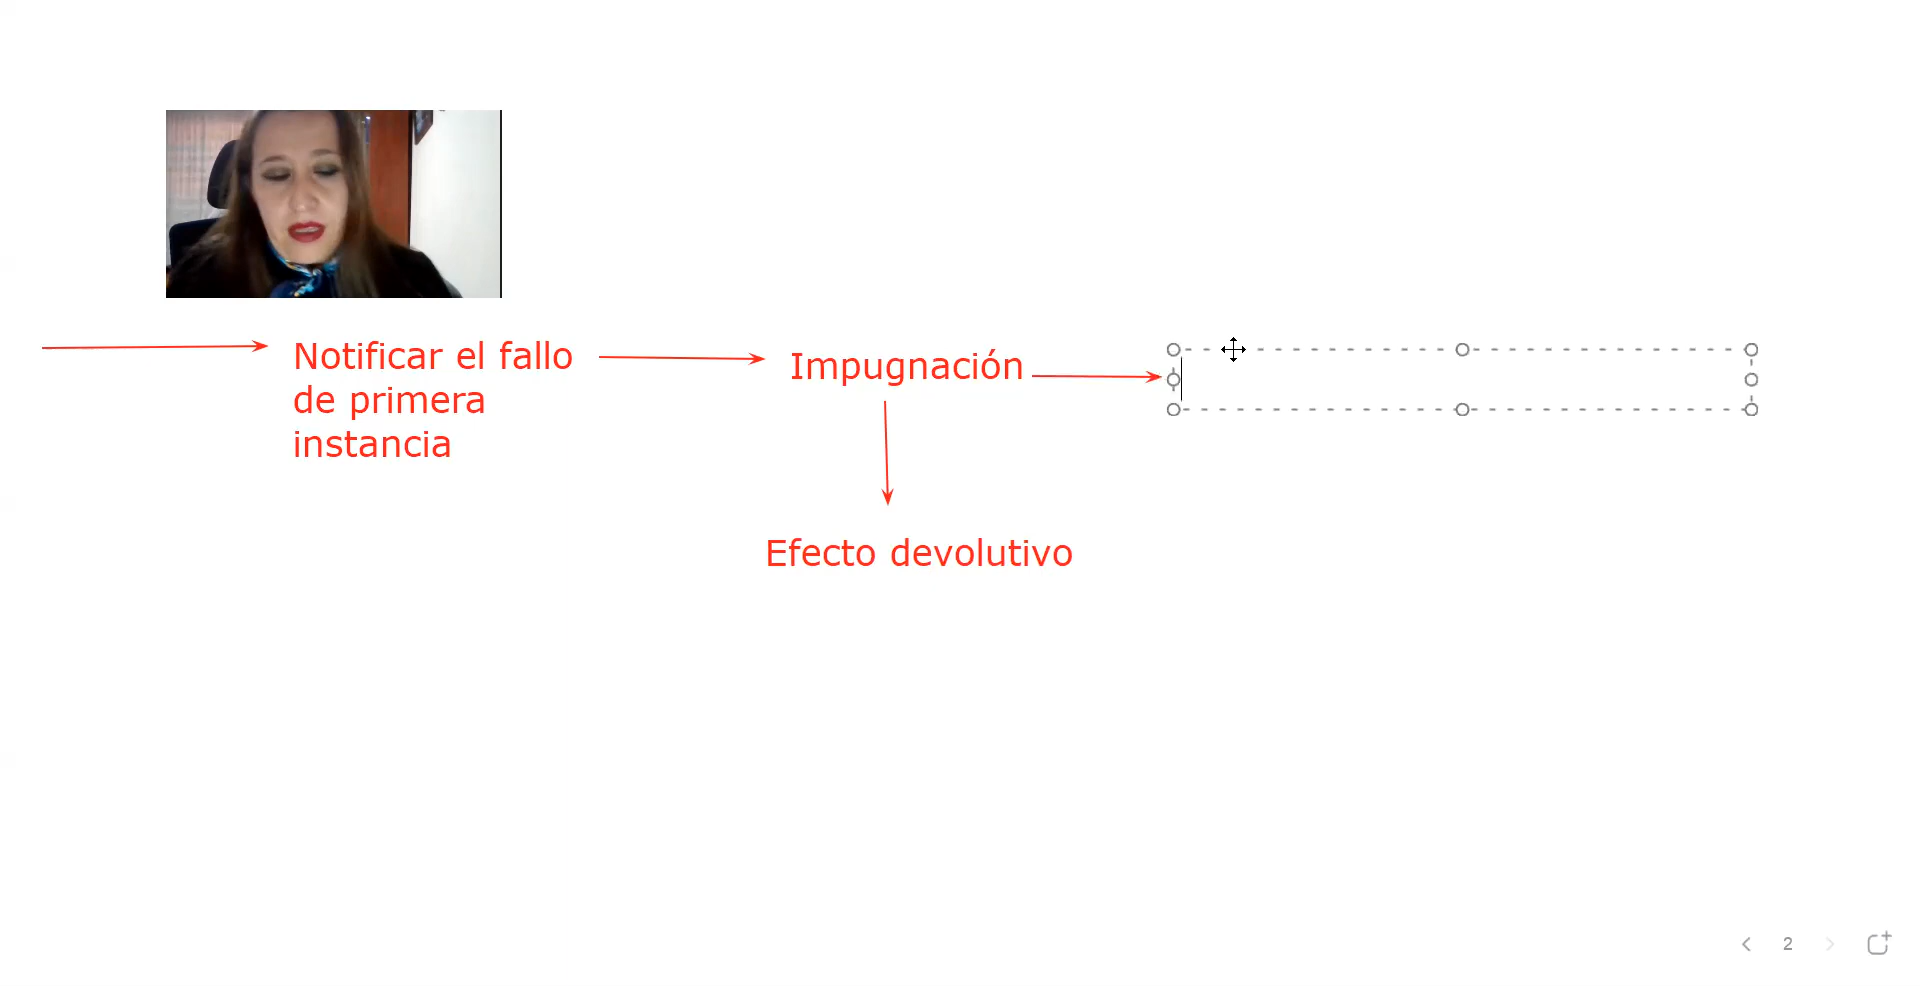 Notificar el fallo
de primera
instancia
Impugnación
Efecto devolutivo
2